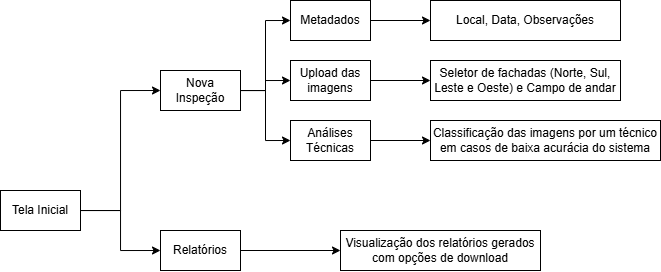 Metadados
Local, Data, Observações
Nova
Inspeção
Upload das
imagens
Seletor de fachadas (Norte, Sul,
Leste e Oeste) e Campo de andar
Análises
Técnicas
Classificação das imagens por um técnico
em casos de baixa acurácia do sistema
Tela Inicial
Relatórios
Visualização dos relatórios gerados
com opções de download